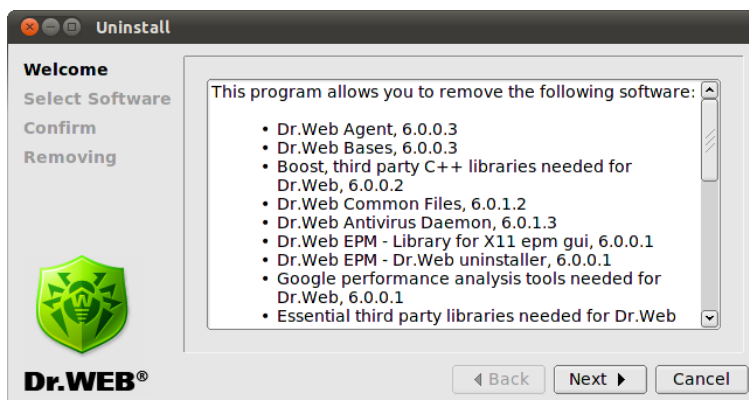 Uninstall
Welcome
Select Software
Confirm
Removing
This program allows you to remove the following software:
• Dr.Web Agent, 6.0.0.3
• Dr.Web Bases, 6.0.0.3
• Boost, third party C++ libraries needed for
Dr.Web, 6.0.0.2
• Dr.Web Common Files, 6.0.1.2
• Dr.Web Antivirus Daemon, 6.0.1.3
• Dr.Web EPM - Library for X11 epm gui, 6.0.0.1
• Dr.Web EPM - Dr.Web uninstaller, 6.0.0.1
• Google performance analysis tools needed for
Dr.Web, 6.0.0.1
• Essential third party libraries needed for Dr.Web
Dr.WEB®
Back
Next
Cancel